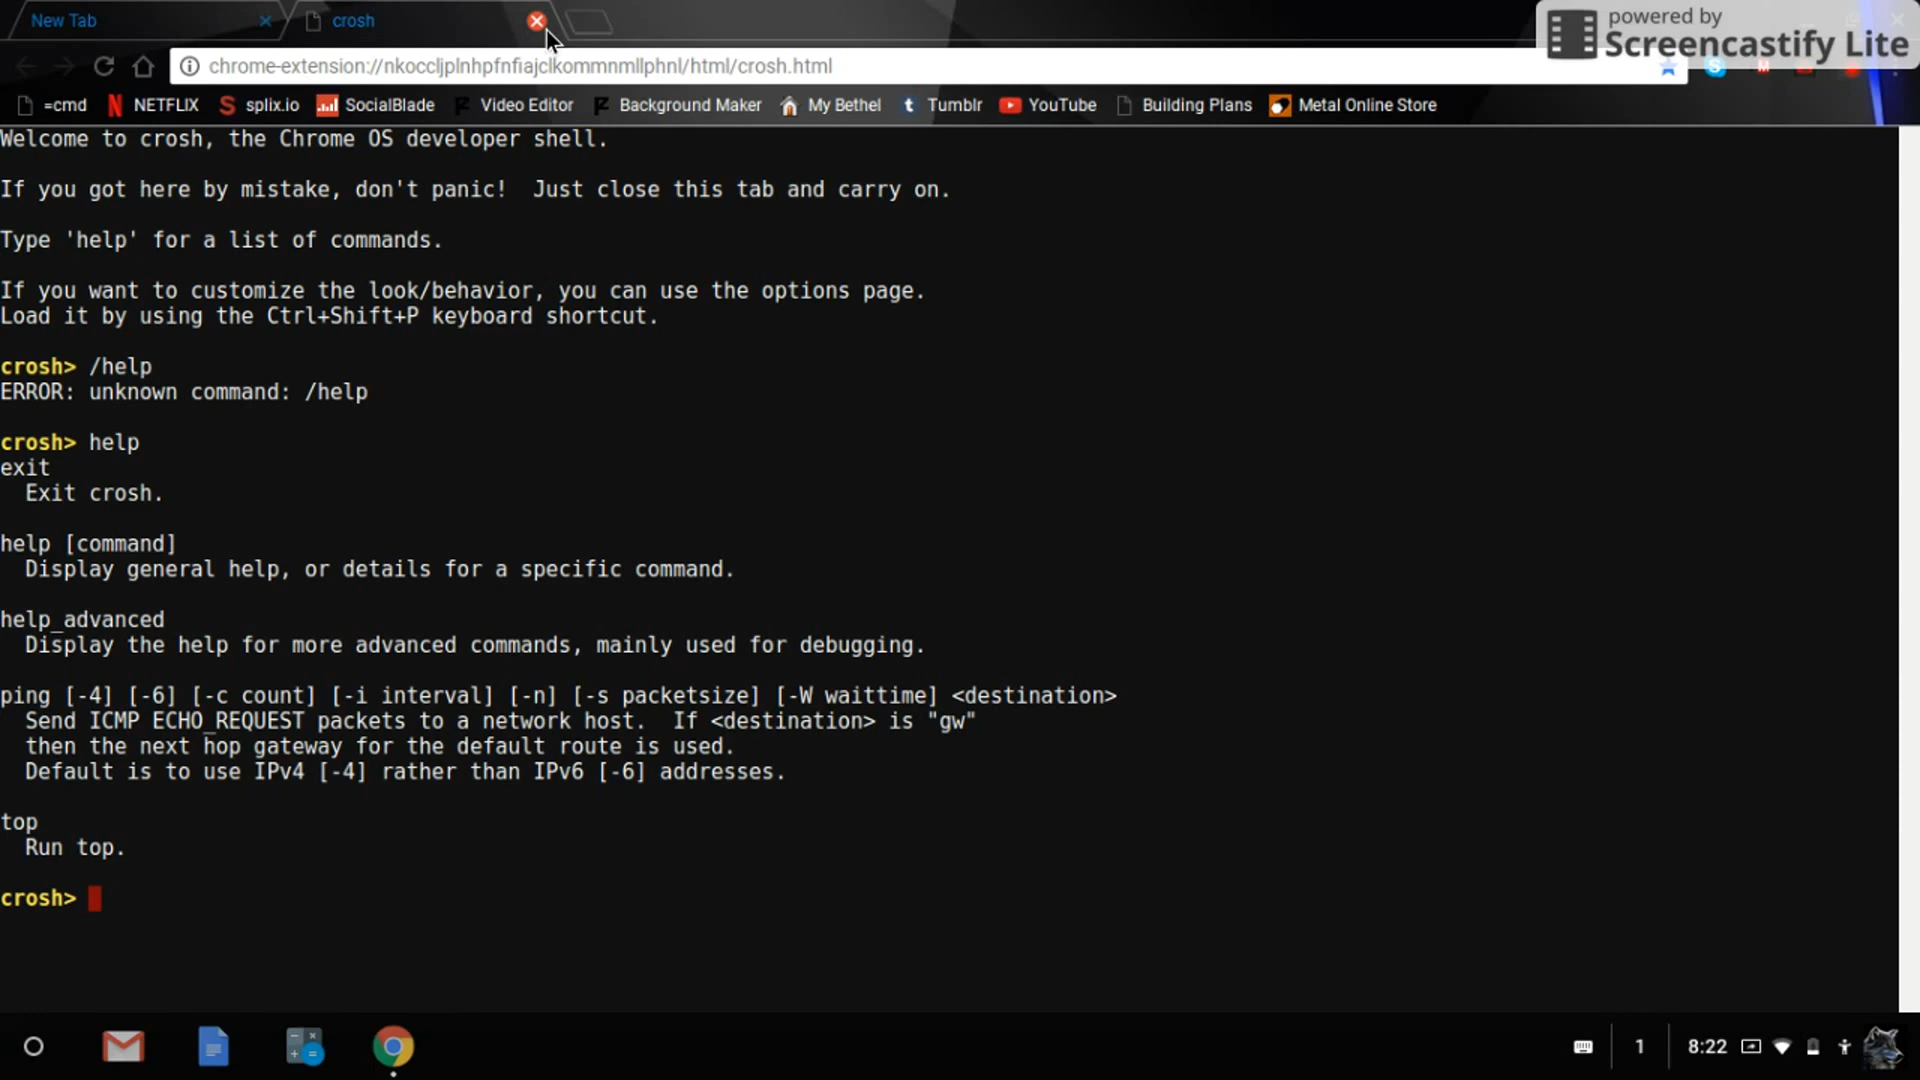 New Tab
crosh
powered by
Screencastify Lite
chrome-extension://nkoccljplnhpfnfiajclkommnmllphnl/html/crosh.html
=cmd NETFLIX splix.io SocialBlade Video Editor Background Maker My Bethel Tumblr YouTube Building Plans Metal Online Store
Welcome to crosh, the Chrome OS developer shell.
If you got here by mistake, don't panic!  Just close this tab and carry on.
Type 'help' for a list of commands.
If you want to customize the look/behavior, you can use the options page.
Load it by using the Ctrl+Shift+P keyboard shortcut.
crosh> /help
ERROR: unknown command: /help
crosh> help
exit
Exit crosh.
help [command]
Display general help, or details for a specific command.
help_advanced
Display the help for more advanced commands, mainly used for debugging.
ping [-4] [-6] [-c count] [-i interval] [-n] [-s packetsize] [-W waittime] <destination>
Send ICMP ECHO_REQUEST packets to a network host.  If <destination> is "gw"
then the next hop gateway for the default route is used.
Default is to use IPv4 [-4] rather than IPv6 [-6] addresses.
top
Run top.
crosh>
1 8:22